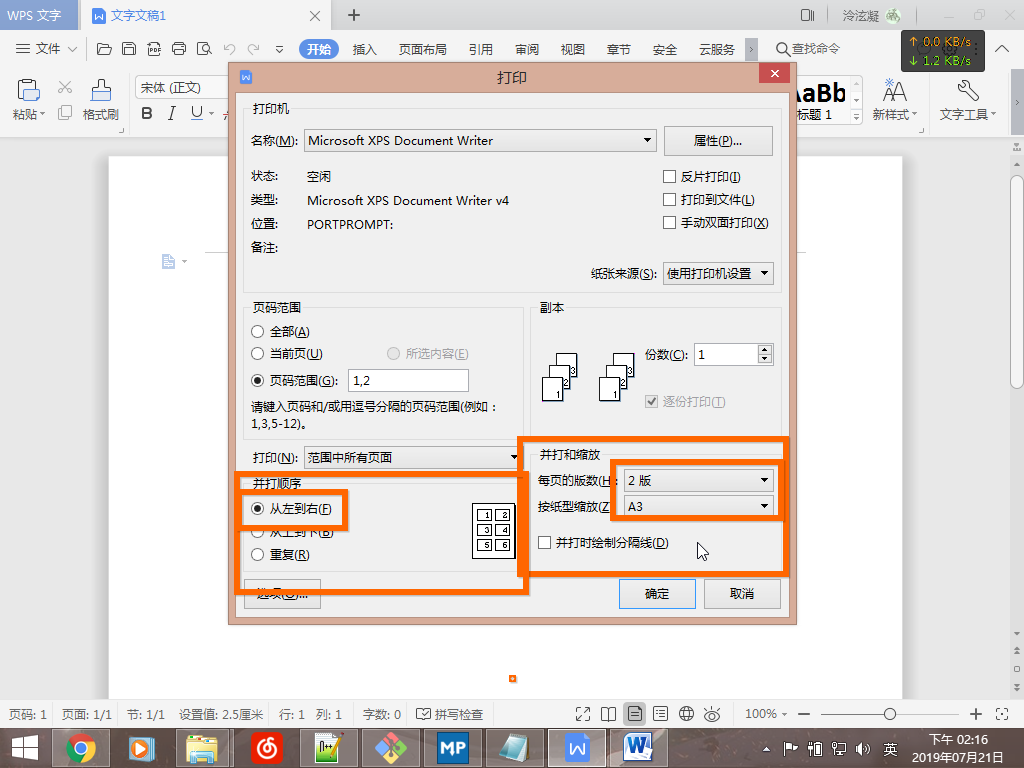 WPS 文字
文字文稿1
泠泫凝
文件
开始
插入
页面布局
引用
审阅
视图
章节
安全
云服务
查找命令
↑ 0.0 KB/s
↓ 1.2 KB/s
粘贴
格式刷
宋体 (正文)
B I U
AaBb
标题 1
新样式
文字工具
打印
打印机
名称(M):
Microsoft XPS Document Writer
属性(P)...
状态:
空闲
类型:
Microsoft XPS Document Writer v4
位置:
PORTPROMPT:
备注:
反片打印(I)
打印到文件(L)
手动双面打印(X)
纸张来源(S):
使用打印机设置
页码范围
全部(A)
当前页(U)
所选内容(E)
页码范围(G):
1,2
请键入页码和/或用逗号分隔的页码范围(例如：
1,3,5-12)。
副本
3
2
1
3
2
1
份数(C):
1
逐份打印(T)
打印(N):
范围中所有页面
并打顺序
从左到右(F)
从上到下(B)
重复(R)
1 2
3 4
5 6
并打和缩放
每页的版数(H:
2 版
按纸型缩放(Z
A3
并打时绘制分隔线(D)
选项(O)...
确定
取消
页码: 1
页面: 1/1
节: 1/1
设置值: 2.5厘米
行: 1
列: 1
字数: 0
拼写检查
100%
n++
MP
W
W
英
下午 02:16
2019年07月21日